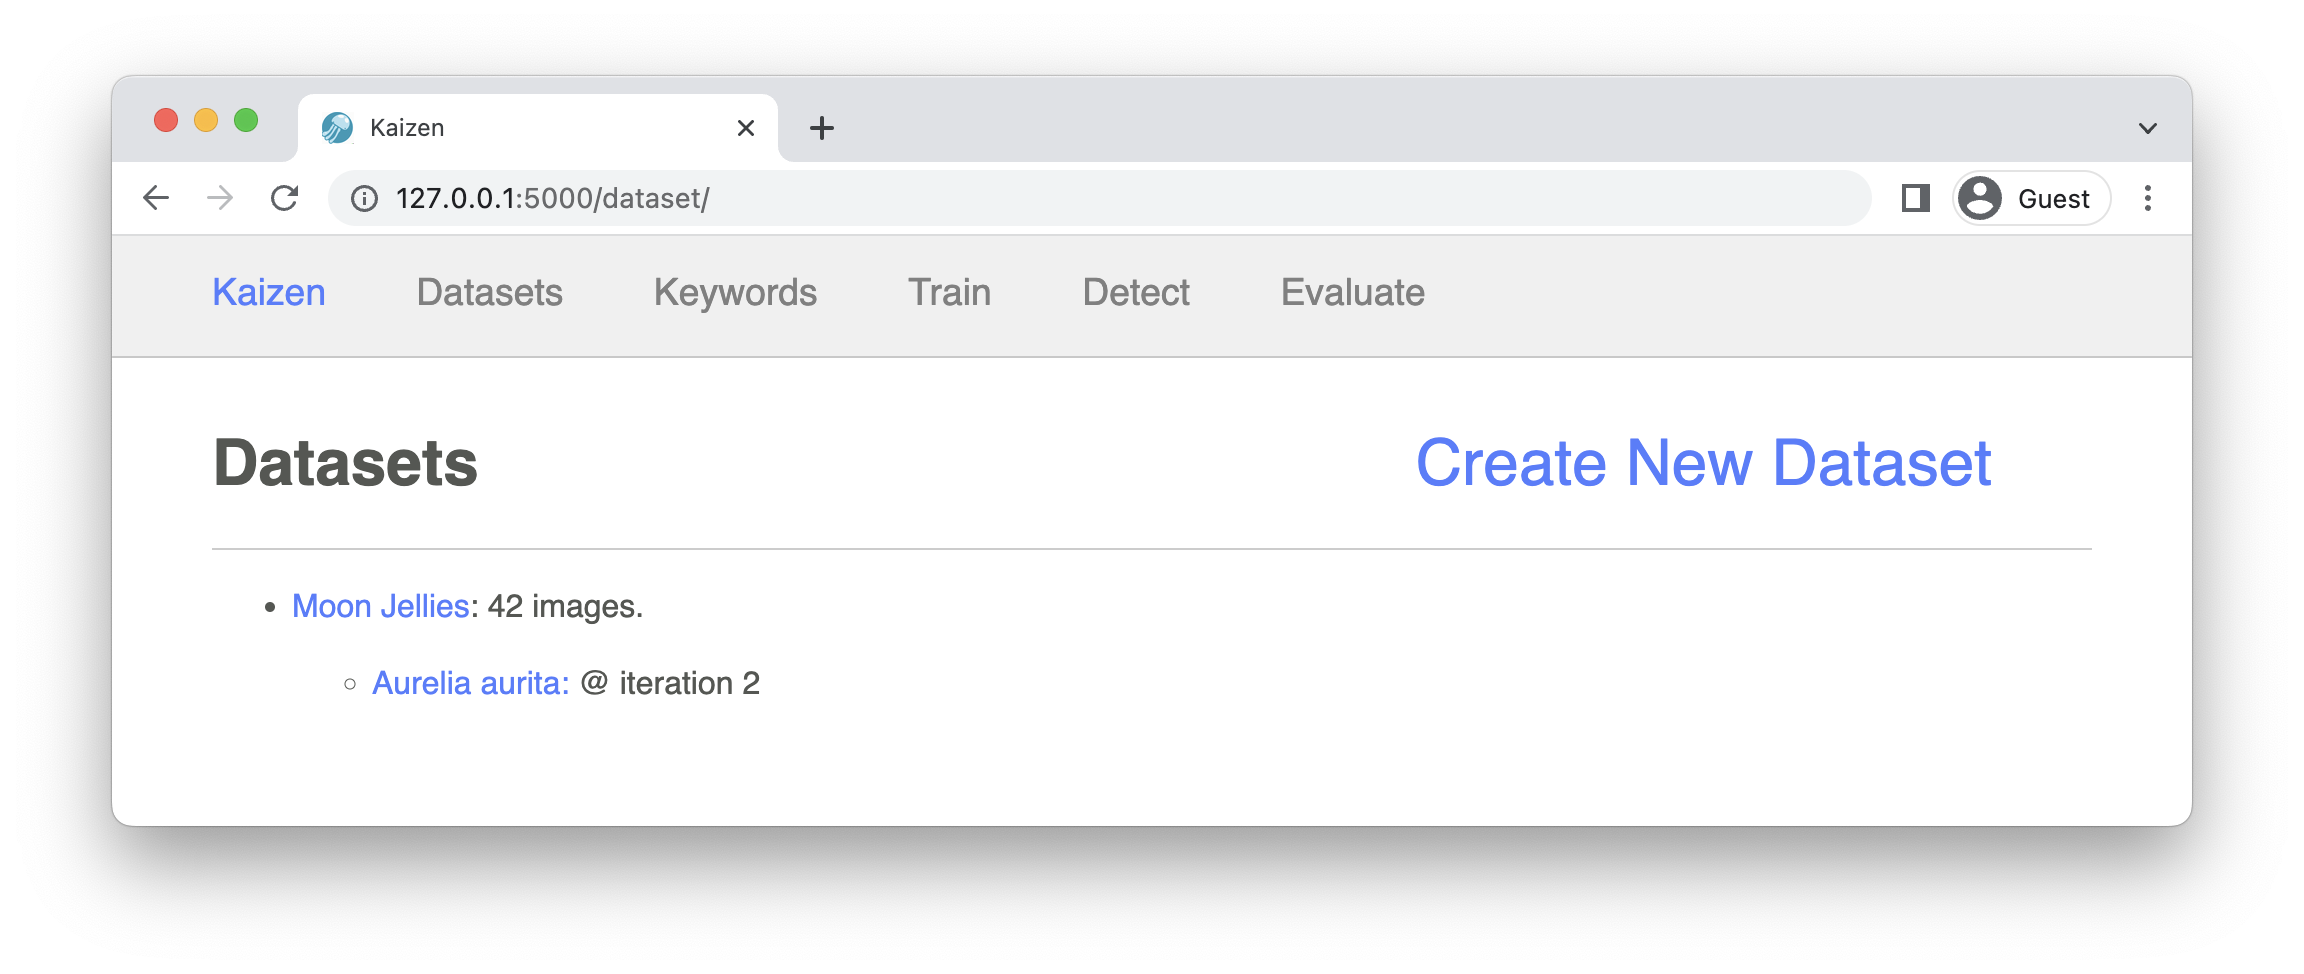 Kaizen
127.0.0.1:5000/dataset/ Guest
Kaizen Datasets Keywords Train Detect Evaluate
Datasets Create New Dataset
Moon Jellies: 42 images.
Aurelia aurita: @ iteration 2